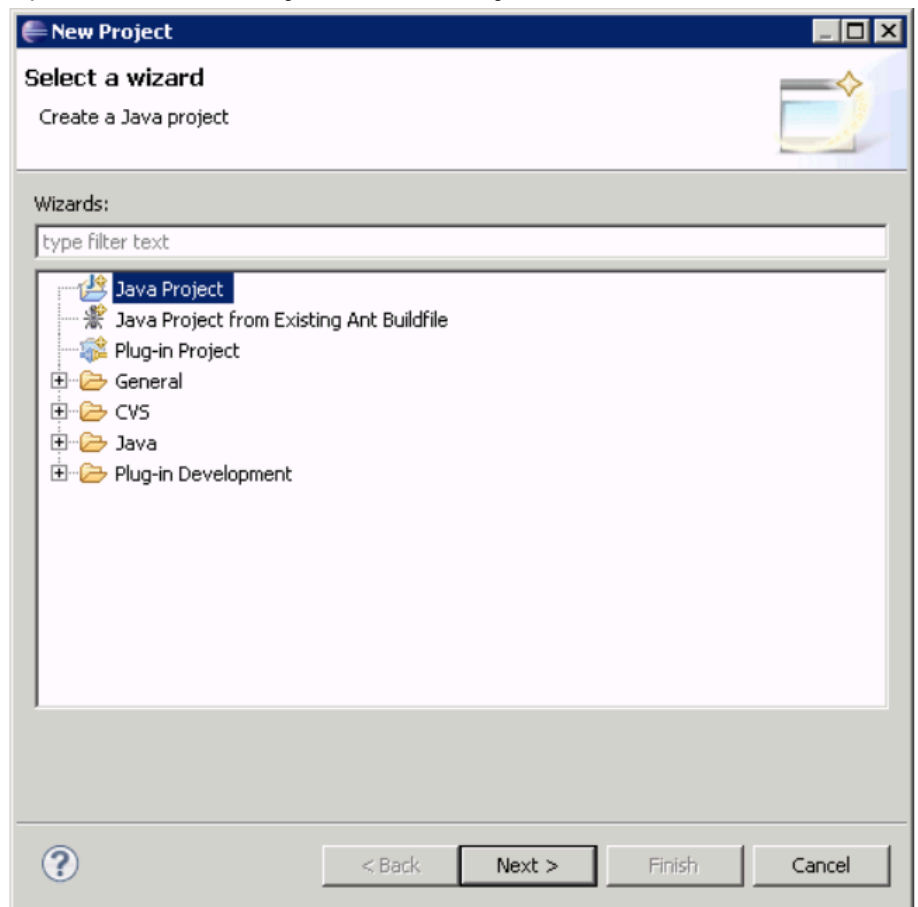 New Project
Select a wizard
Create a Java project
Wizards:
type filter text
Java Project
Java Project from Existing Ant Buildfile
Plug-in Project
General
CVS
Java
Plug-in Development
? < Back Next > Finish Cancel